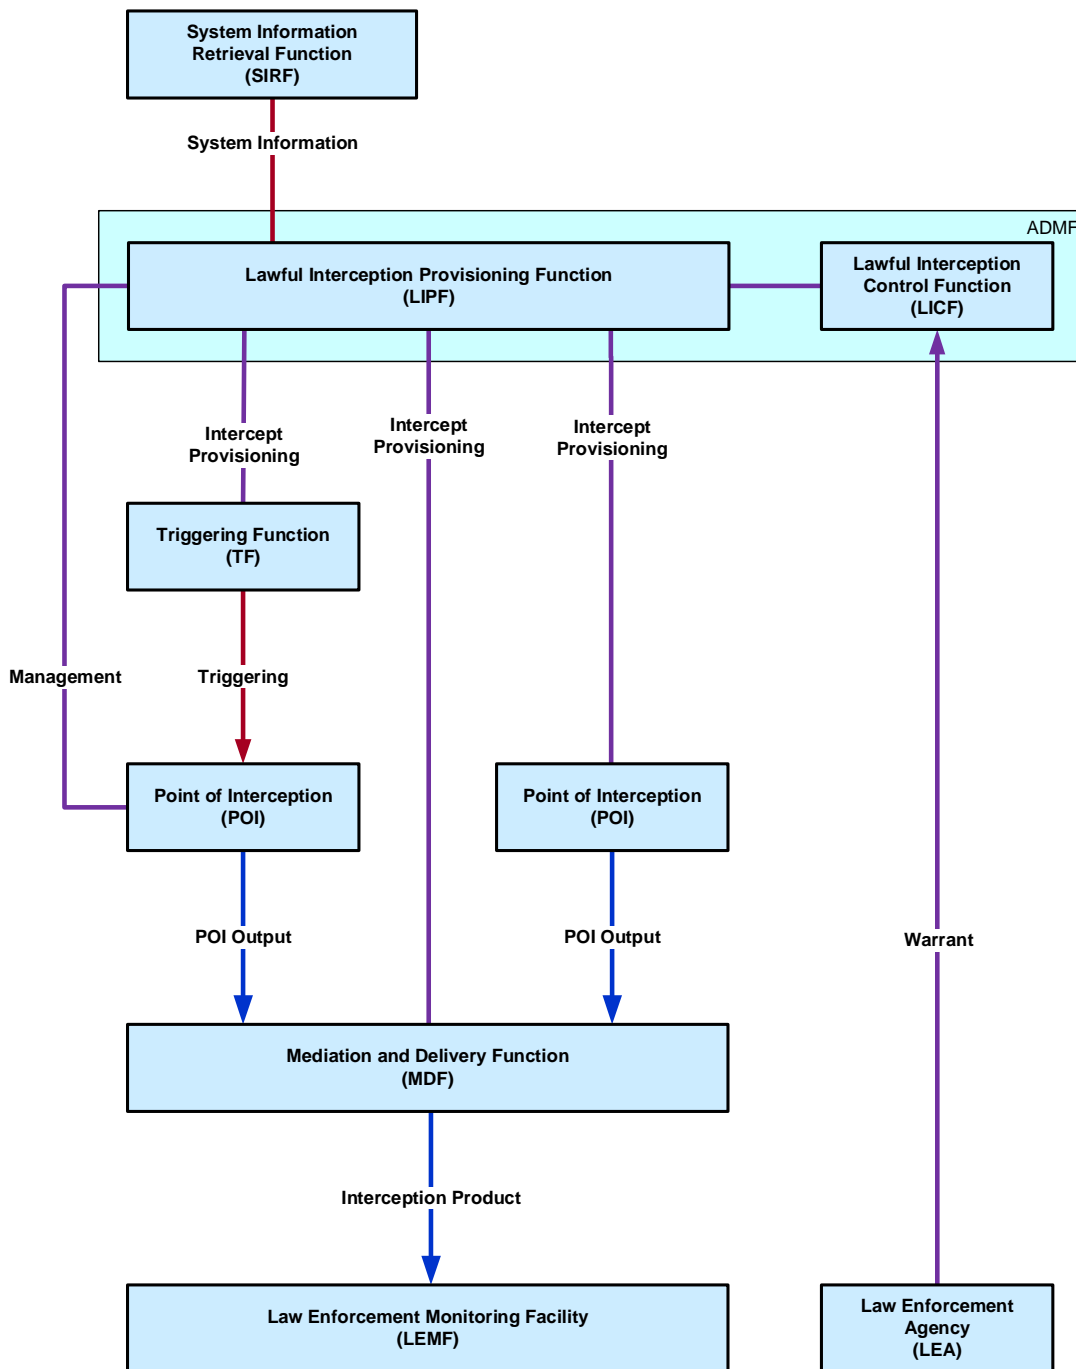 System Information
Retrieval Function
(SIRF)
System Information
ADMF
Lawful Interception Provisioning Function
(LIPF)
Lawful Interception
Control Function
(LICF)
Intercept
Provisioning
Intercept
Provisioning
Intercept
Provisioning
Triggering Function
(TF)
Management
Triggering
Point of Interception
(POI)
Point of Interception
(POI)
POI Output
POI Output
Warrant
Mediation and Delivery Function
(MDF)
Interception Product
Law Enforcement Monitoring Facility
(LEMF)
Law Enforcement
Agency
(LEA)